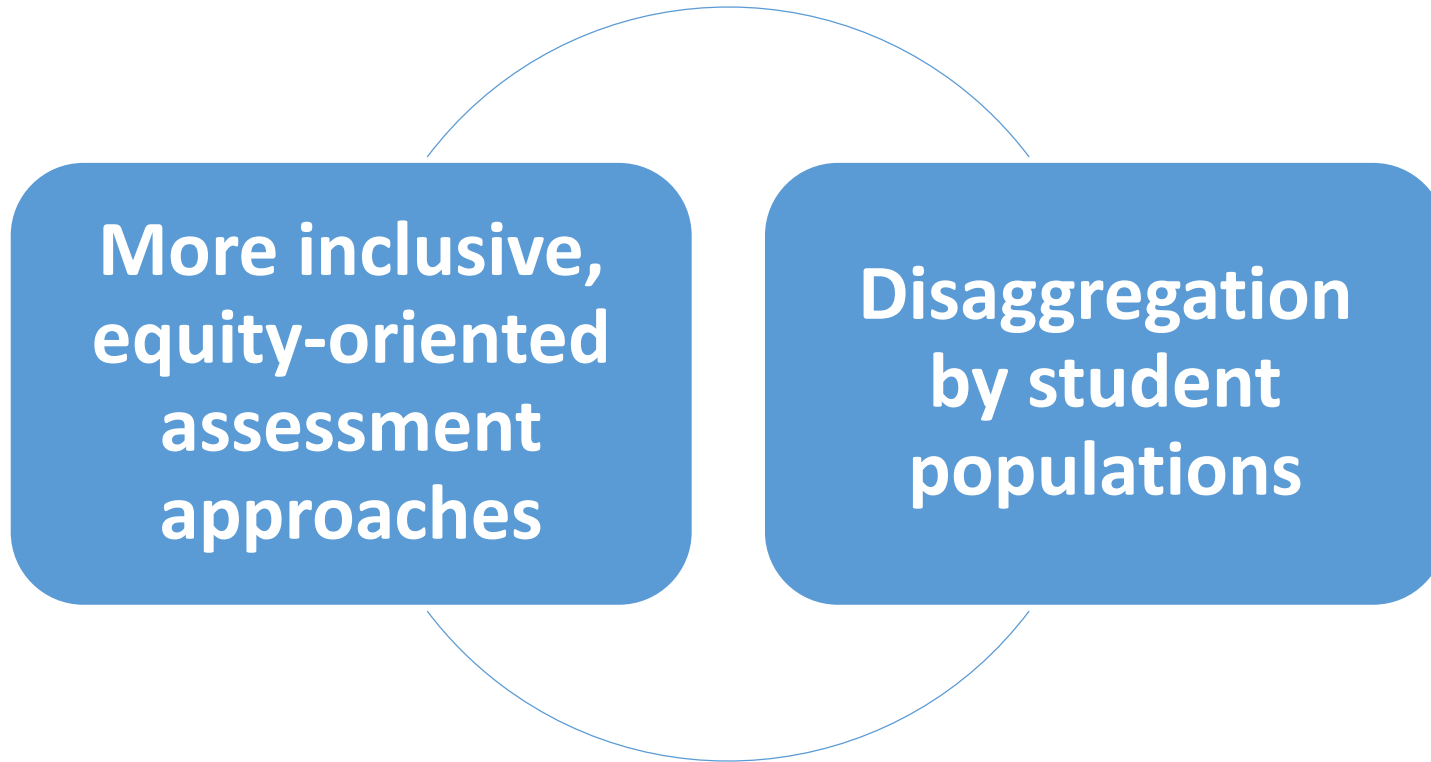 More inclusive,
equity-oriented
assessment
approaches
Disaggregation
by student
populations